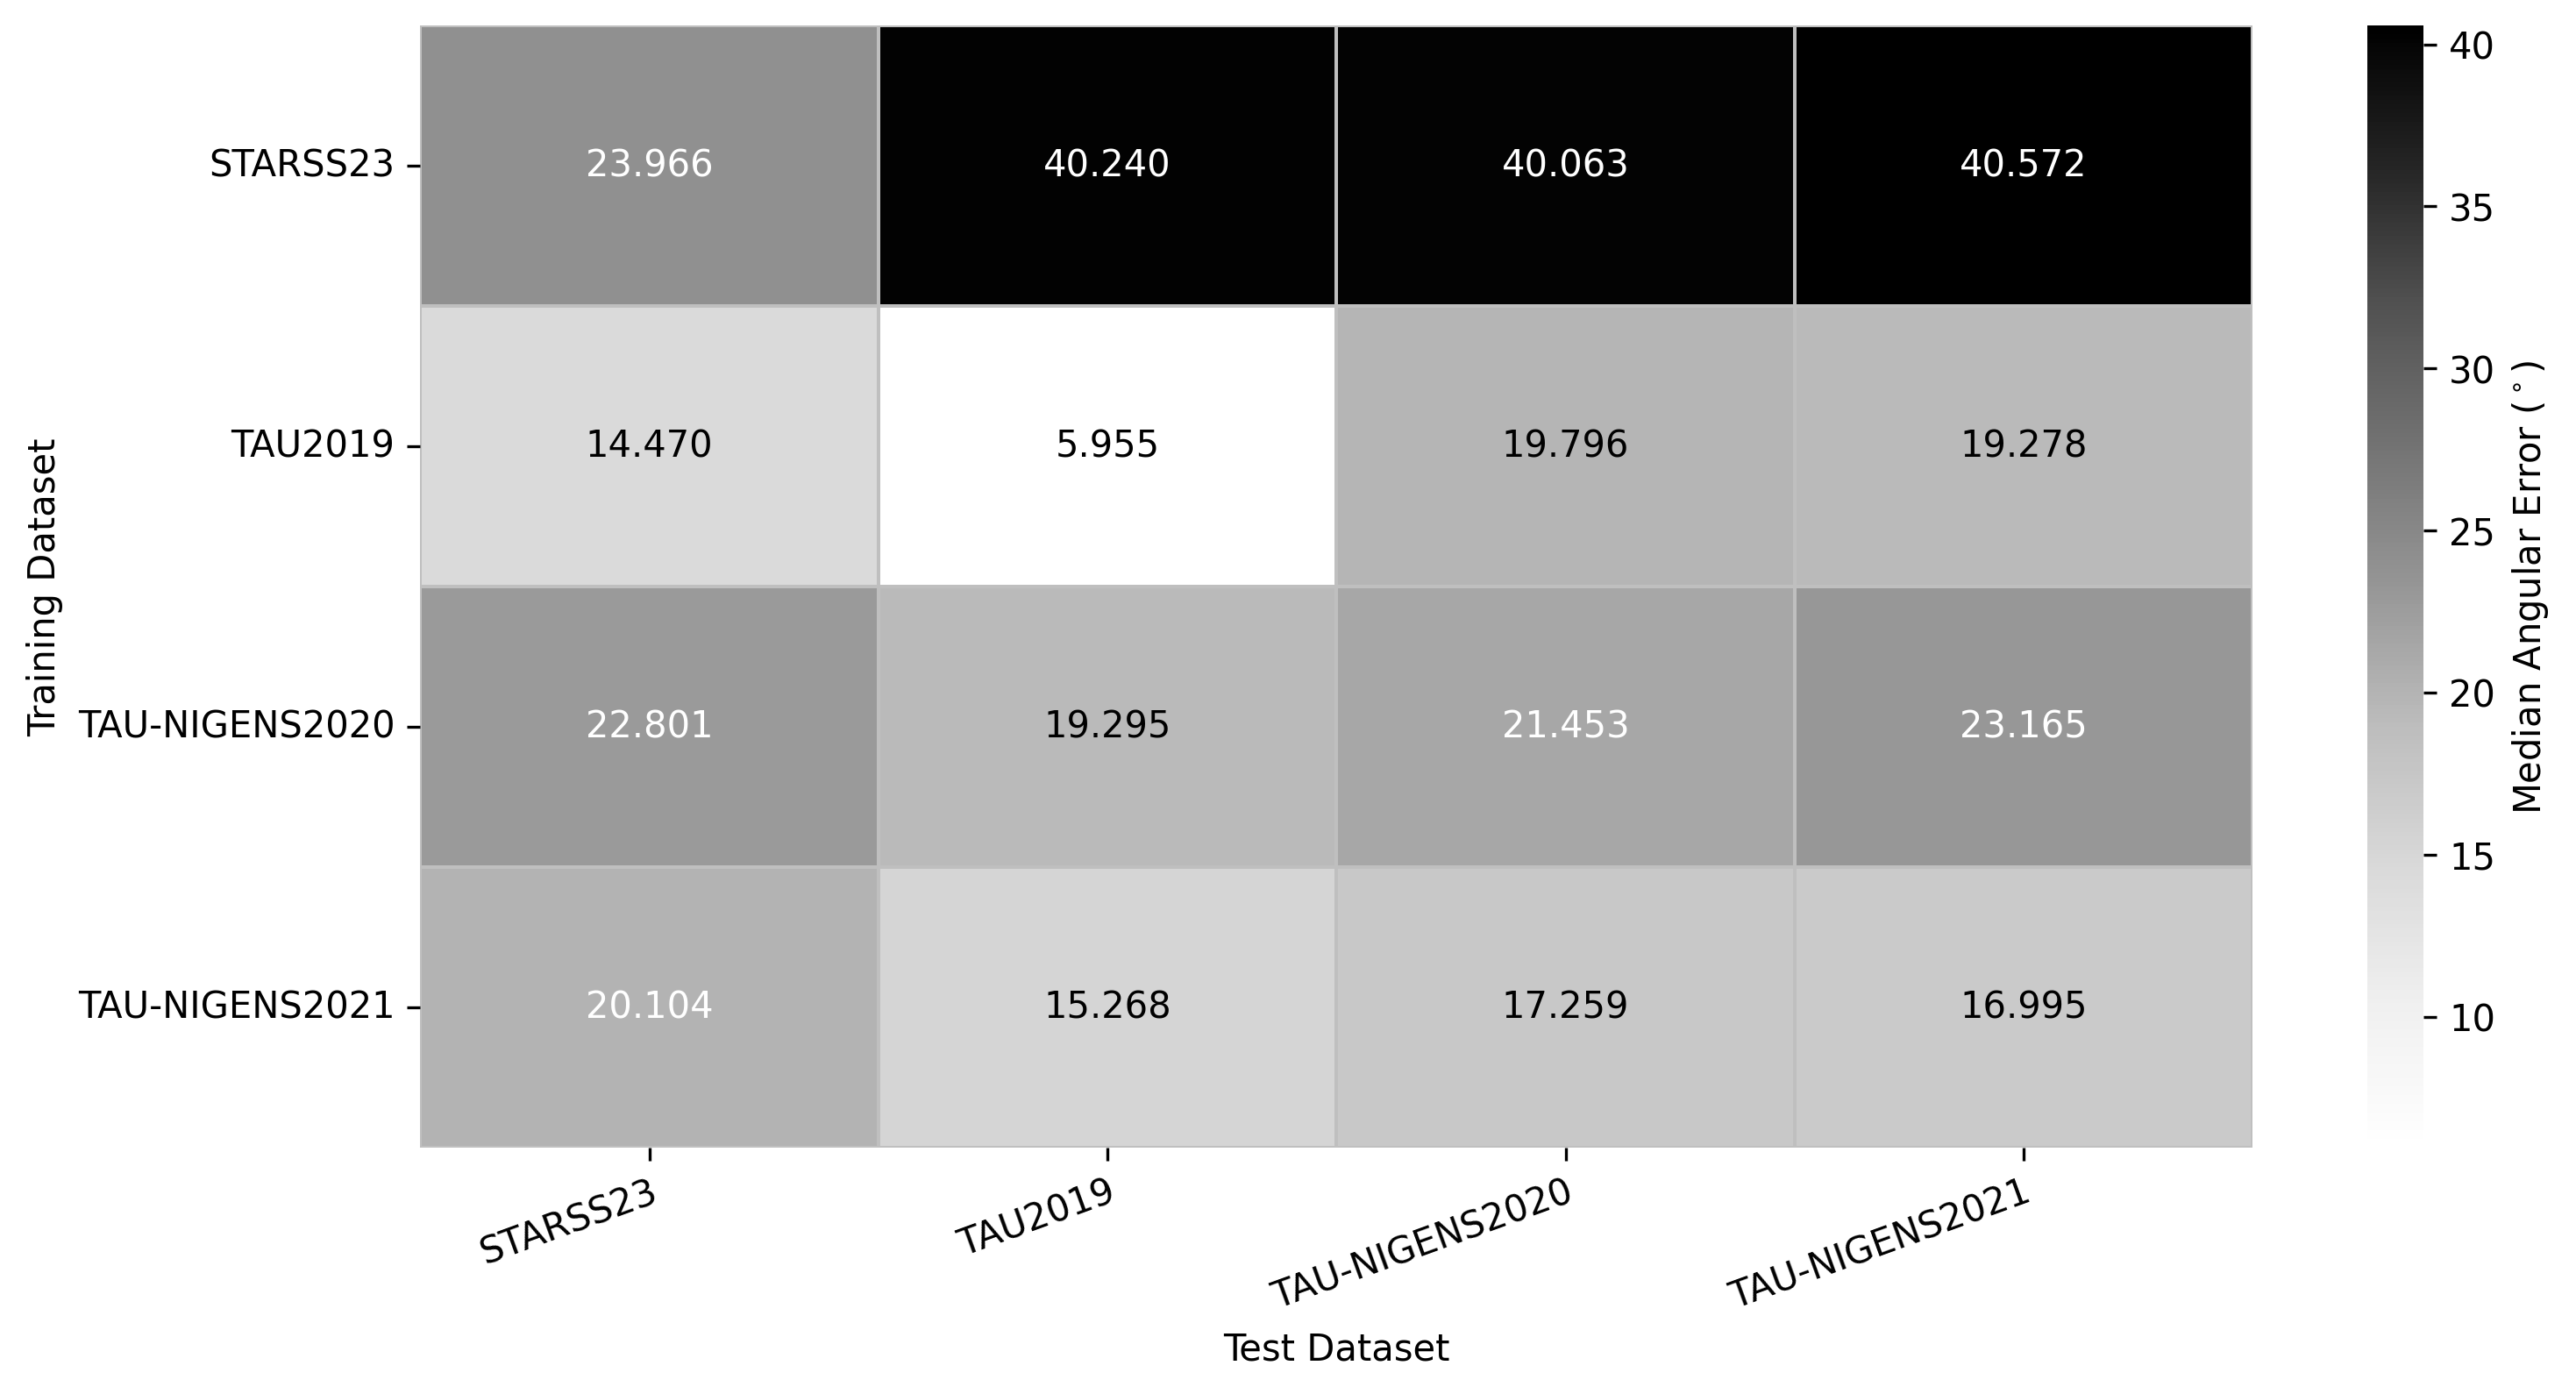 Training Dataset
STARSS23
23.966 40.240 40.063 40.572
TAU2019
14.470 5.955 19.796 19.278
TAU-NIGENS2020
22.801 19.295 21.453 23.165
TAU-NIGENS2021
20.104 15.268 17.259 16.995
STARSS23 TAU2019 TAU-NIGENS2020 TAU-NIGENS2021
Test Dataset
40
35
30
25
20
15
10
Median Angular Error (°)